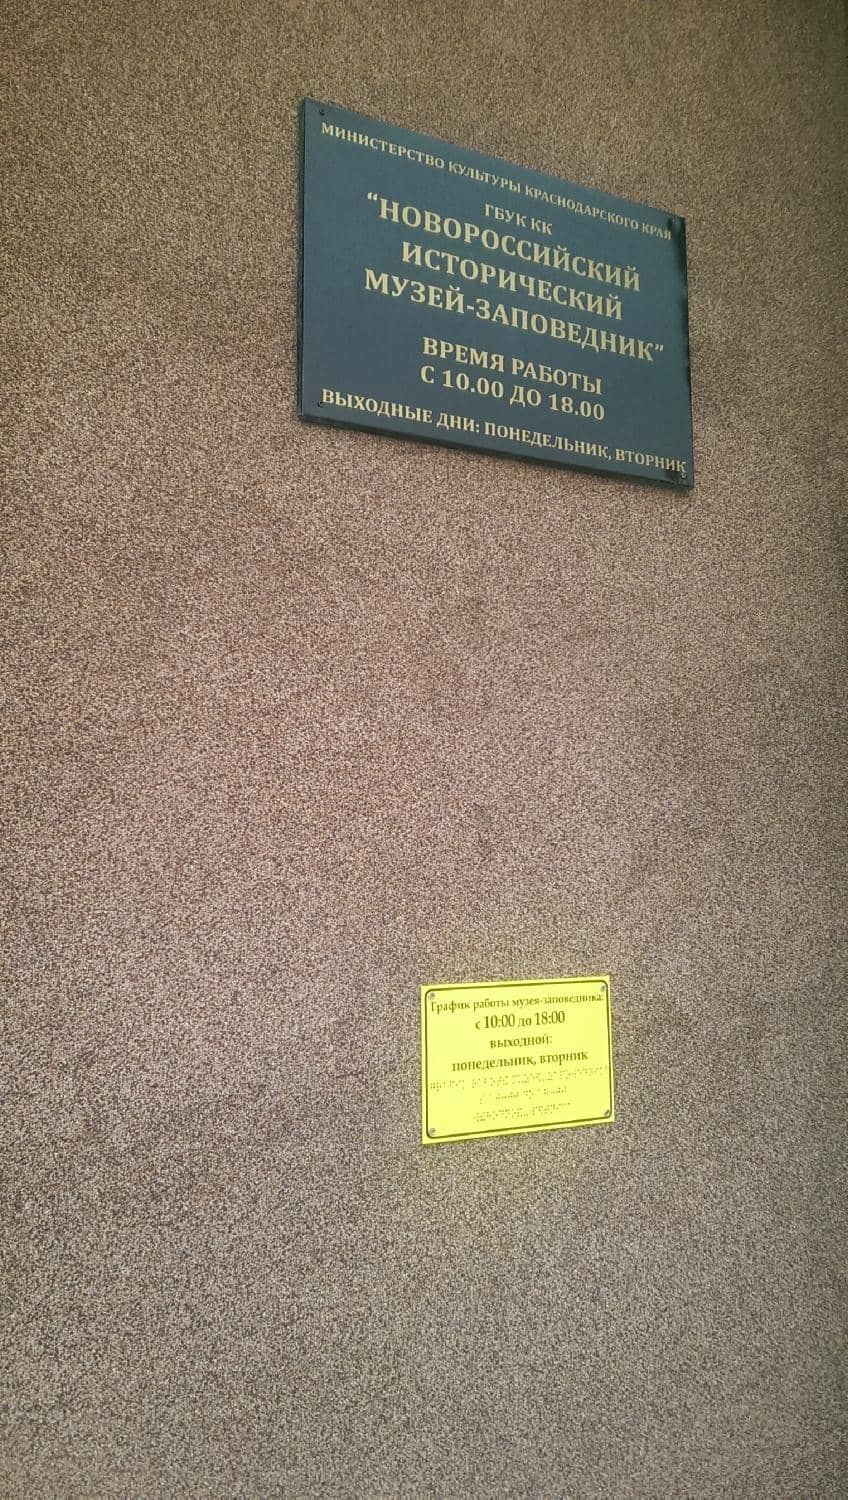 МИНИСТЕРСТВО КУЛЬТУРЫ КРАСНОДАРСКОГО КРАЯ
ГБУК КК
“НОВОРОССИЙСКИЙ
ИСТОРИЧЕСКИЙ
МУЗЕЙ-ЗАПОВЕДНИК”
ВРЕМЯ РАБОТЫ
С 10.00 ДО 18.00
ВЫХОДНЫЕ ДНИ: ПОНЕДЕЛЬНИК, ВТОРНИК
График работы музея-заповедника:
с 10:00 до 18:00
выходной:
понедельник, вторник